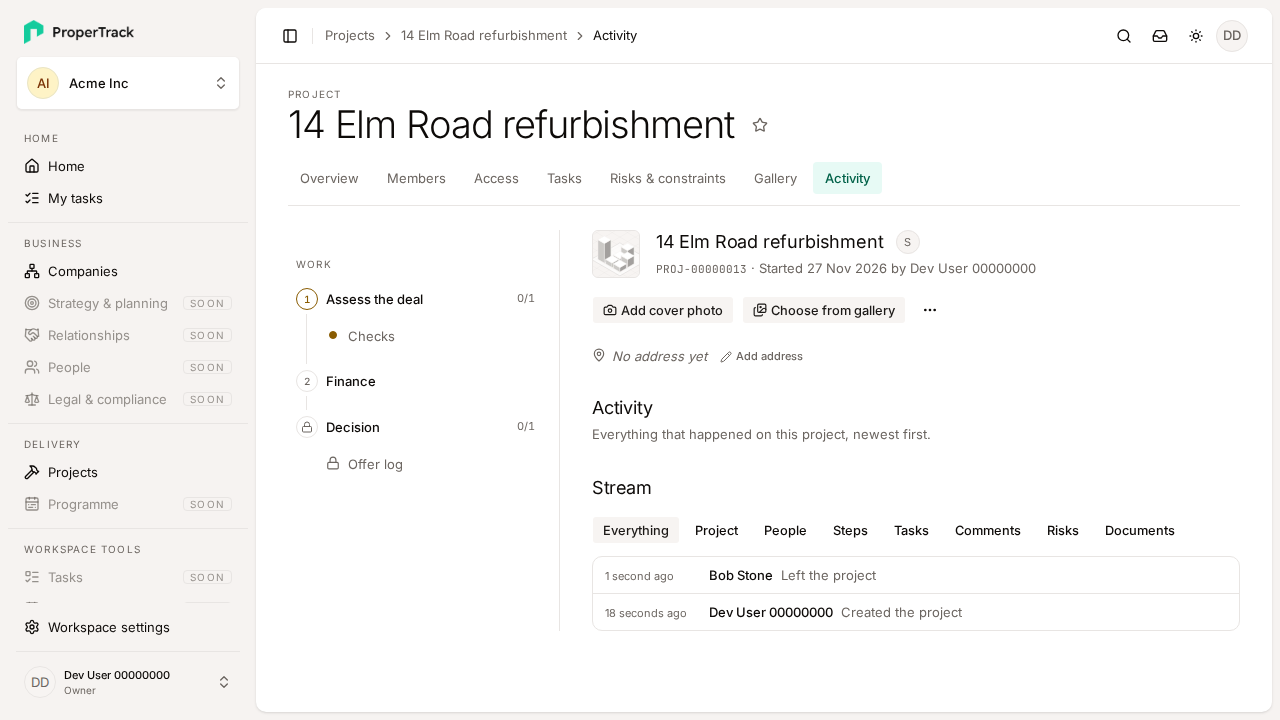 ProperTrack
AI Acme Inc
HOME
Home
My tasks
BUSINESS
Companies
Strategy & planning SOON
Relationships SOON
People SOON
Legal & compliance SOON
DELIVERY
Projects
Programme SOON
WORKSPACE TOOLS
Tasks SOON
Workspace settings
DD Dev User 00000000
Owner
Projects > 14 Elm Road refurbishment > Activity
DD
PROJECT
14 Elm Road refurbishment
Overview Members Access Tasks Risks & constraints Gallery Activity
WORK
1 Assess the deal 0/1
Checks
2 Finance
Decision 0/1
Offer log
14 Elm Road refurbishment S
PROJ-00000013 · Started 27 Nov 2026 by Dev User 00000000
Add cover photo Choose from gallery
No address yet Add address
Activity
Everything that happened on this project, newest first.
Stream
Everything Project People Steps Tasks Comments Risks Documents
1 second ago Bob Stone Left the project
18 seconds ago Dev User 00000000 Created the project